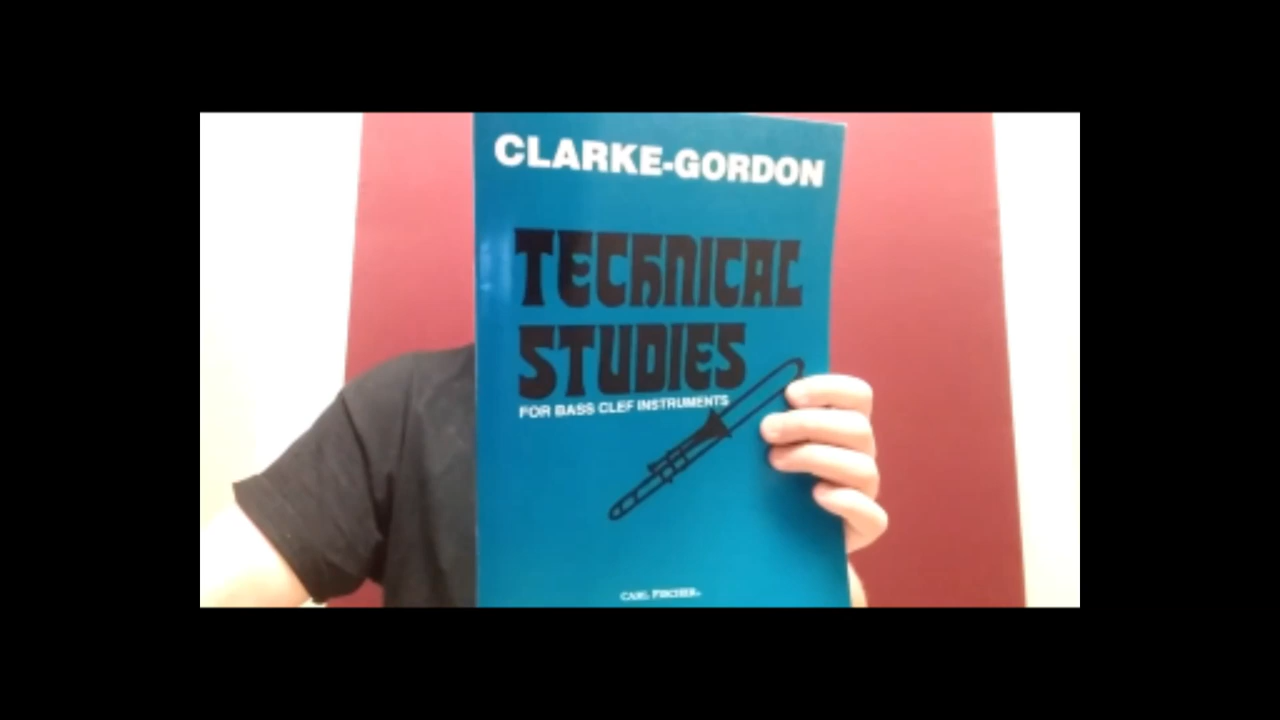 CLARKE-GORDON
TECHNICAL
STUDIES
FOR BASS CLEF INSTRUMENTS
CARL FISCHER®